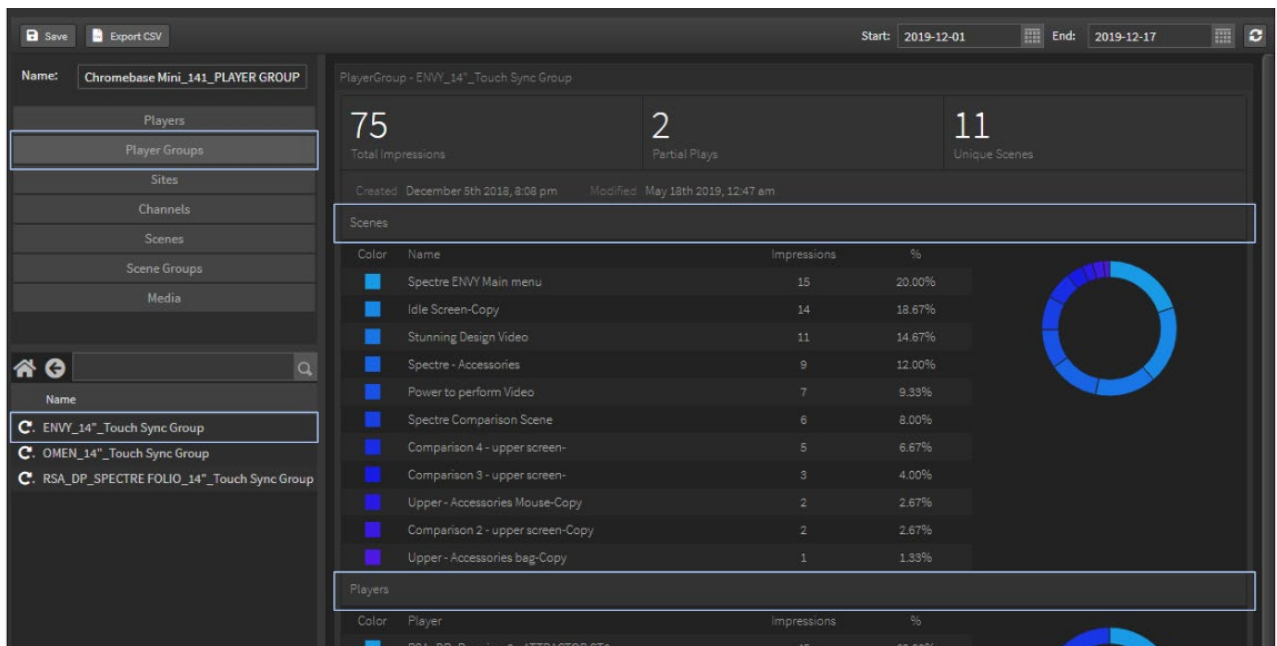 Save Export CSV Start: 2019-12-01 End: 2019-12-17
Name: Chromebase Mini_141_PLAYER GROUP
Players
Player Groups
Sites
Channels
Scenes
Scene Groups
Media
Name
ENVY_14"_Touch Sync Group
OMEN_14"_Touch Sync Group
RSA_DP_SPECTRE FOLIO_14"_Touch Sync Group
PlayerGroup - ENVY_14"_Touch Sync Group
75 2 11
Total Impressions Partial Plays Unique Scenes
Created December 5th 2018, 8:08 pm Modified May 18th 2019, 12:47 am
Scenes
Color Name Impressions %
Spectre ENVY Main menu 15 20.00%
Idle Screen-Copy 14 18.67%
Stunning Design Video 11 14.67%
Spectre - Accessories 9 12.00%
Power to perform Video 7 9.33%
Spectre Comparison Scene 6 8.00%
Comparison 4 - upper screen- 5 6.67%
Comparison 3 - upper screen- 3 4.00%
Upper - Accessories Mouse-Copy 2 2.67%
Comparison 2 - upper screen-Copy 2 2.67%
Upper - Accessories bag-Copy 1 1.33%
Players
Color Player Impressions %